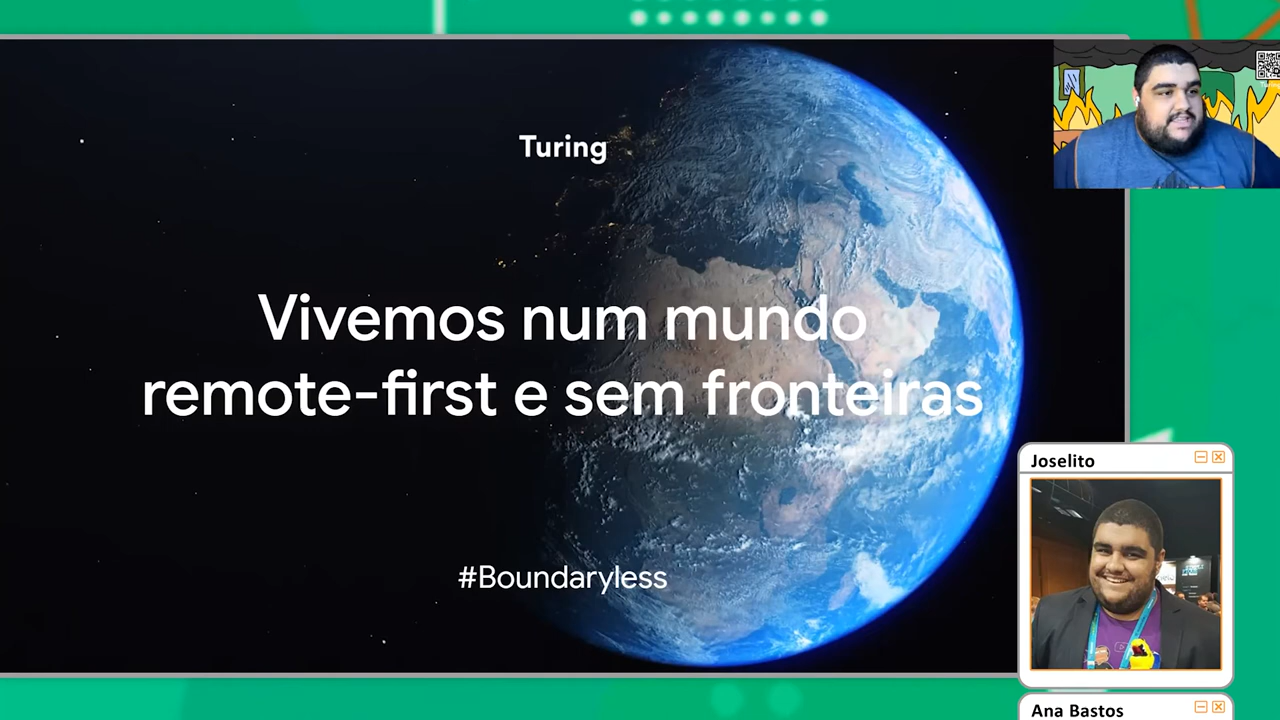 Turing
Vivemos num mundo
remote-first e sem fronteiras
#Boundaryless
Joselito
Ana Bastos